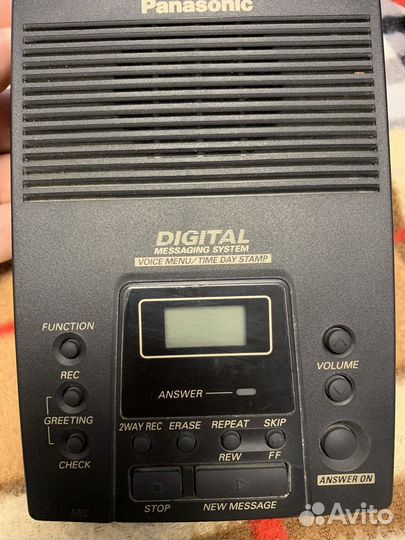 Panasonic
DIGITAL
MESSAGING SYSTEM
VOICE MENU/TIME DAY STAMP
FUNCTION
REC
GREETING
CHECK
VOLUME
ANSWER
2WAY REC ERASE REPEAT SKIP
REW FF
STOP NEW MESSAGE
ANSWER ON
MIC
Avito